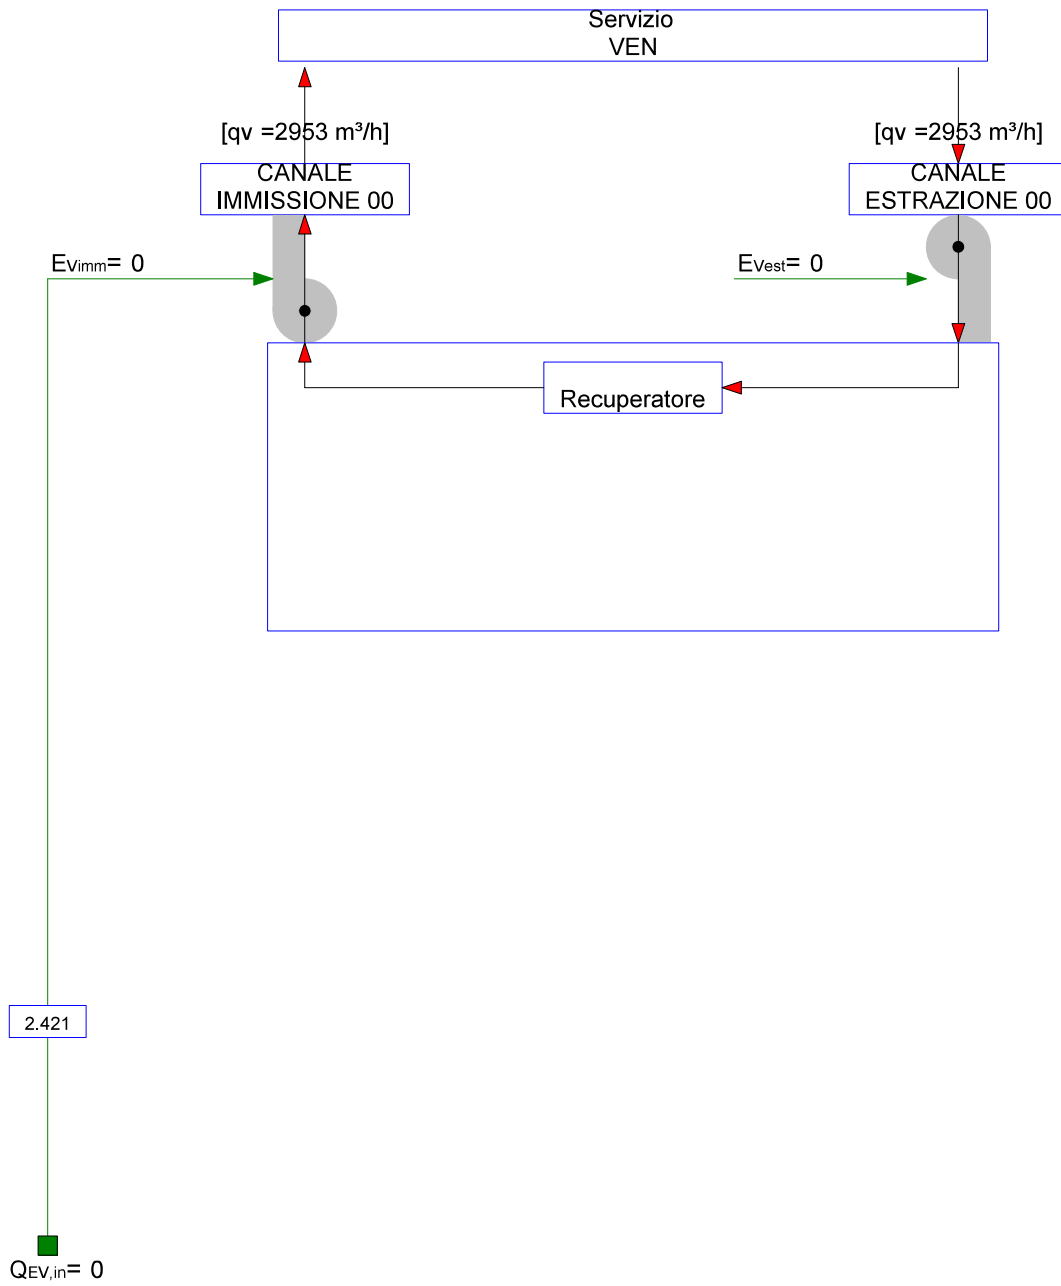 Servizio
VEN
[qv =2953 m³/h]
[qv =2953 m³/h]
CANALE
IMMISSIONE 00
CANALE
ESTRAZIONE 00
EVimm= 0
EVest= 0
Recuperatore
2.421
QEV,in= 0